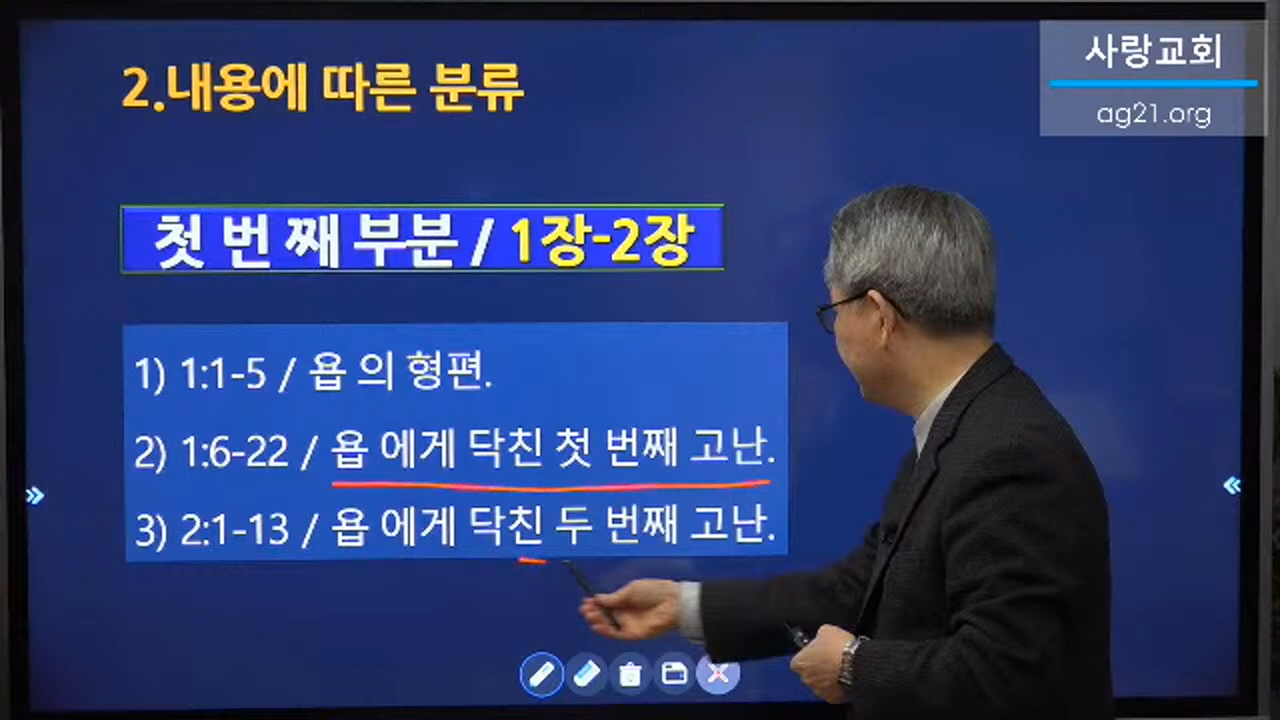 2.내용에 따른 분류
사랑교회
ag21.org
첫 번 째 부분 / 1장-2장
1) 1:1-5 / 욥 의 형편.
2) 1:6-22 / 욥 에게 닥친 첫 번째 고난.
3) 2:1-13 / 욥 에게 닥친 두 번째 고난.